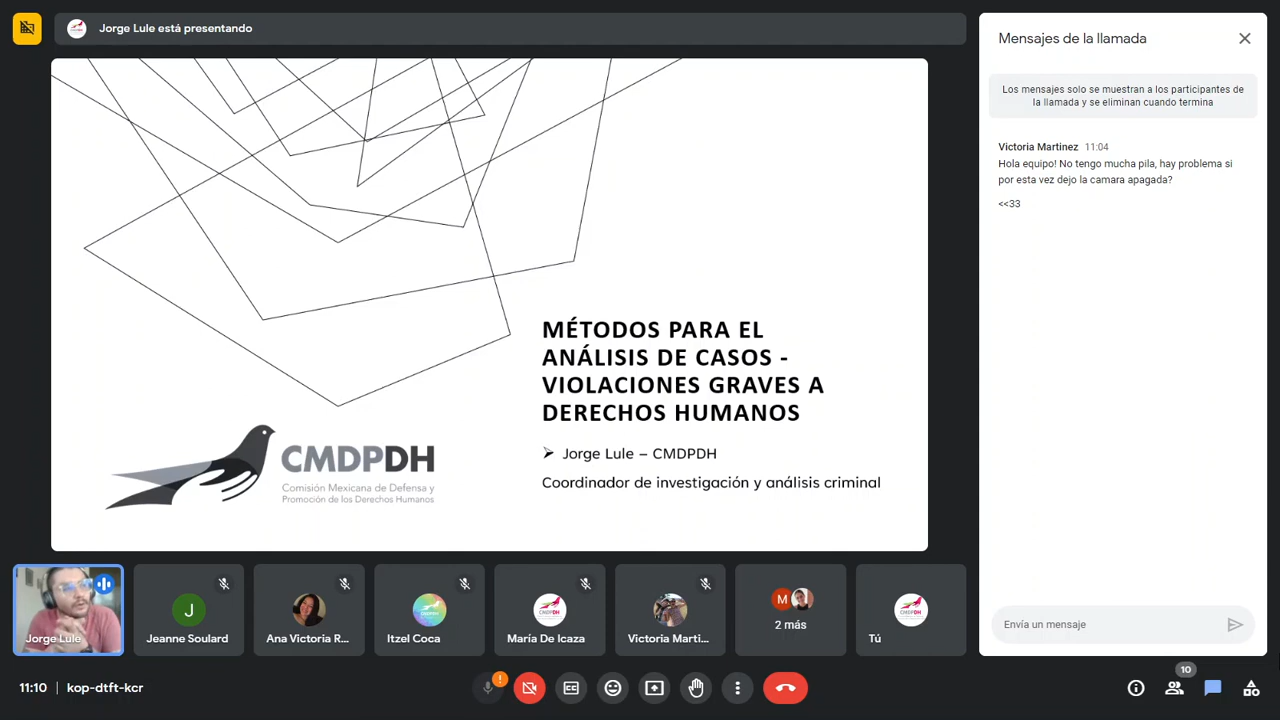 Jorge Lule está presentando
Mensajes de la llamada
Los mensajes solo se muestran a los participantes de
la llamada y se eliminan cuando termina
Victoria Martinez 11:04
Hola equipo! No tengo mucha pila, hay problema si
por esta vez dejo la camara apagada?
<<33
MÉTODOS PARA EL
ANÁLISIS DE CASOS -
VIOLACIONES GRAVES A
DERECHOS HUMANOS
➢ Jorge Lule – CMDPDH
Coordinador de investigación y análisis criminal
CMDPDH
Comisión Mexicana de Defensa y
Promoción de los Derechos Humanos
Jorge Lule
J
Jeanne Soulard
Ana Victoria R...
Itzel Coca
CMDPDH
María De Icaza
Victoria Marti...
M
2 más
CMDPDH
Tú
Envía un mensaje
11:10 | kop-dtft-kcr
CC
10